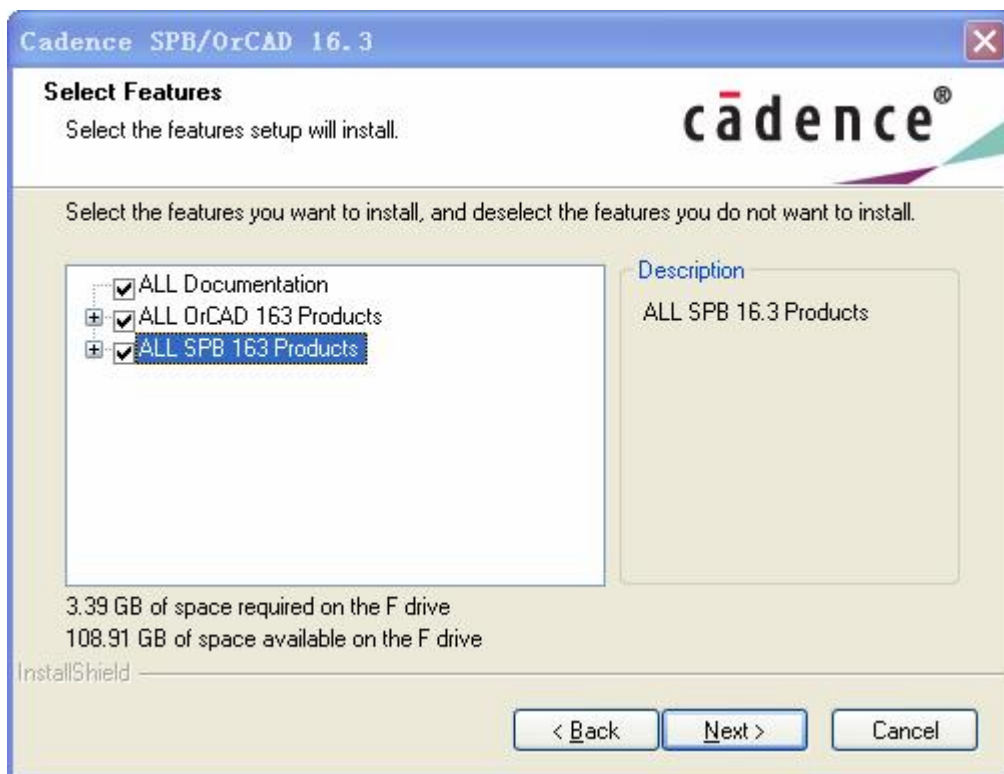 Cadence SPB/OrCAD 16.3
Select Features
Select the features setup will install.
cādence®
Select the features you want to install, and deselect the features you do not want to install.
ALL Documentation
ALL OrCAD 163 Products
ALL SPB 163 Products
Description
ALL SPB 16.3 Products
3.39 GB of space required on the F drive
108.91 GB of space available on the F drive
InstallShield
< Back
Next >
Cancel